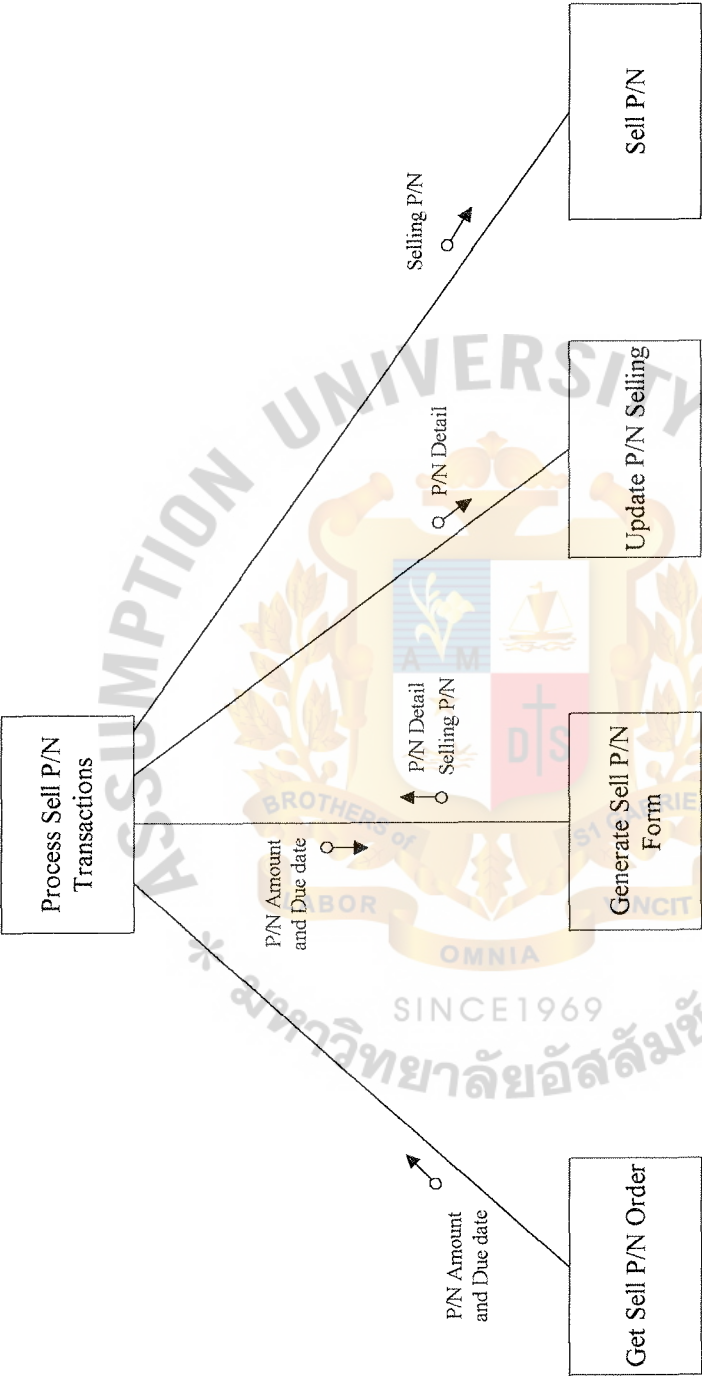 Process Sell P/N
Transactions
P/N Amount
and Due date
P/N Amount
and Due date
P/N Detail
Selling P/N
P/N Detail
Selling P/N
Get Sell P/N Order
Generate Sell P/N
Form
Update P/N Selling
Sell P/N
ASSUMPTION UNIVERSITY
A M
D S
BROTHERS of
ST GABRIE
LABOR
OMNIA
VINCIT
SINCE1969
* มหาวิทยาลัยอัสสัมชั